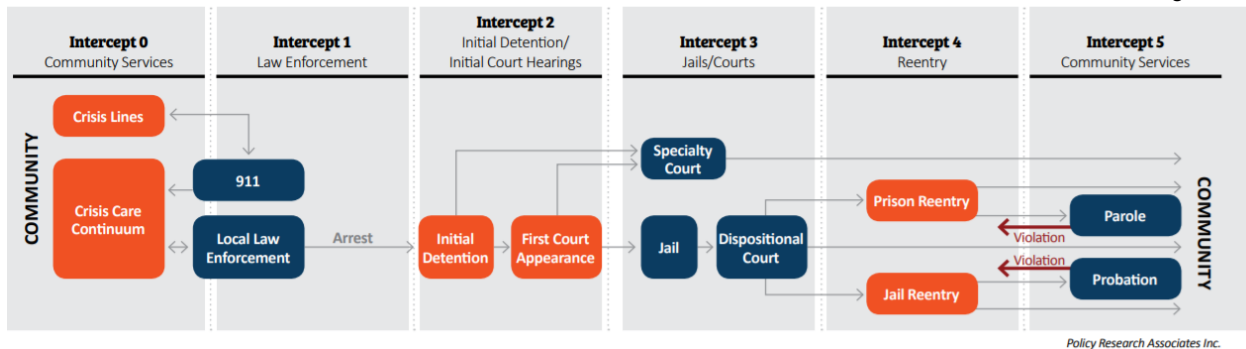 Intercept 0
Community Services
Intercept 1
Law Enforcement
Intercept 2
Initial Detention/
Initial Court Hearings
Intercept 3
Jails/Courts
Intercept 4
Reentry
Intercept 5
Community Services
COMMUNITY
Crisis Lines
Crisis Care
Continuum
911
Local Law
Enforcement
Arrest
Initial
Detention
First Court
Appearance
Specialty
Court
Jail
Dispositional
Court
Prison Reentry
Jail Reentry
Violation
Violation
Parole
Probation
COMMUNITY
Policy Research Associates Inc.